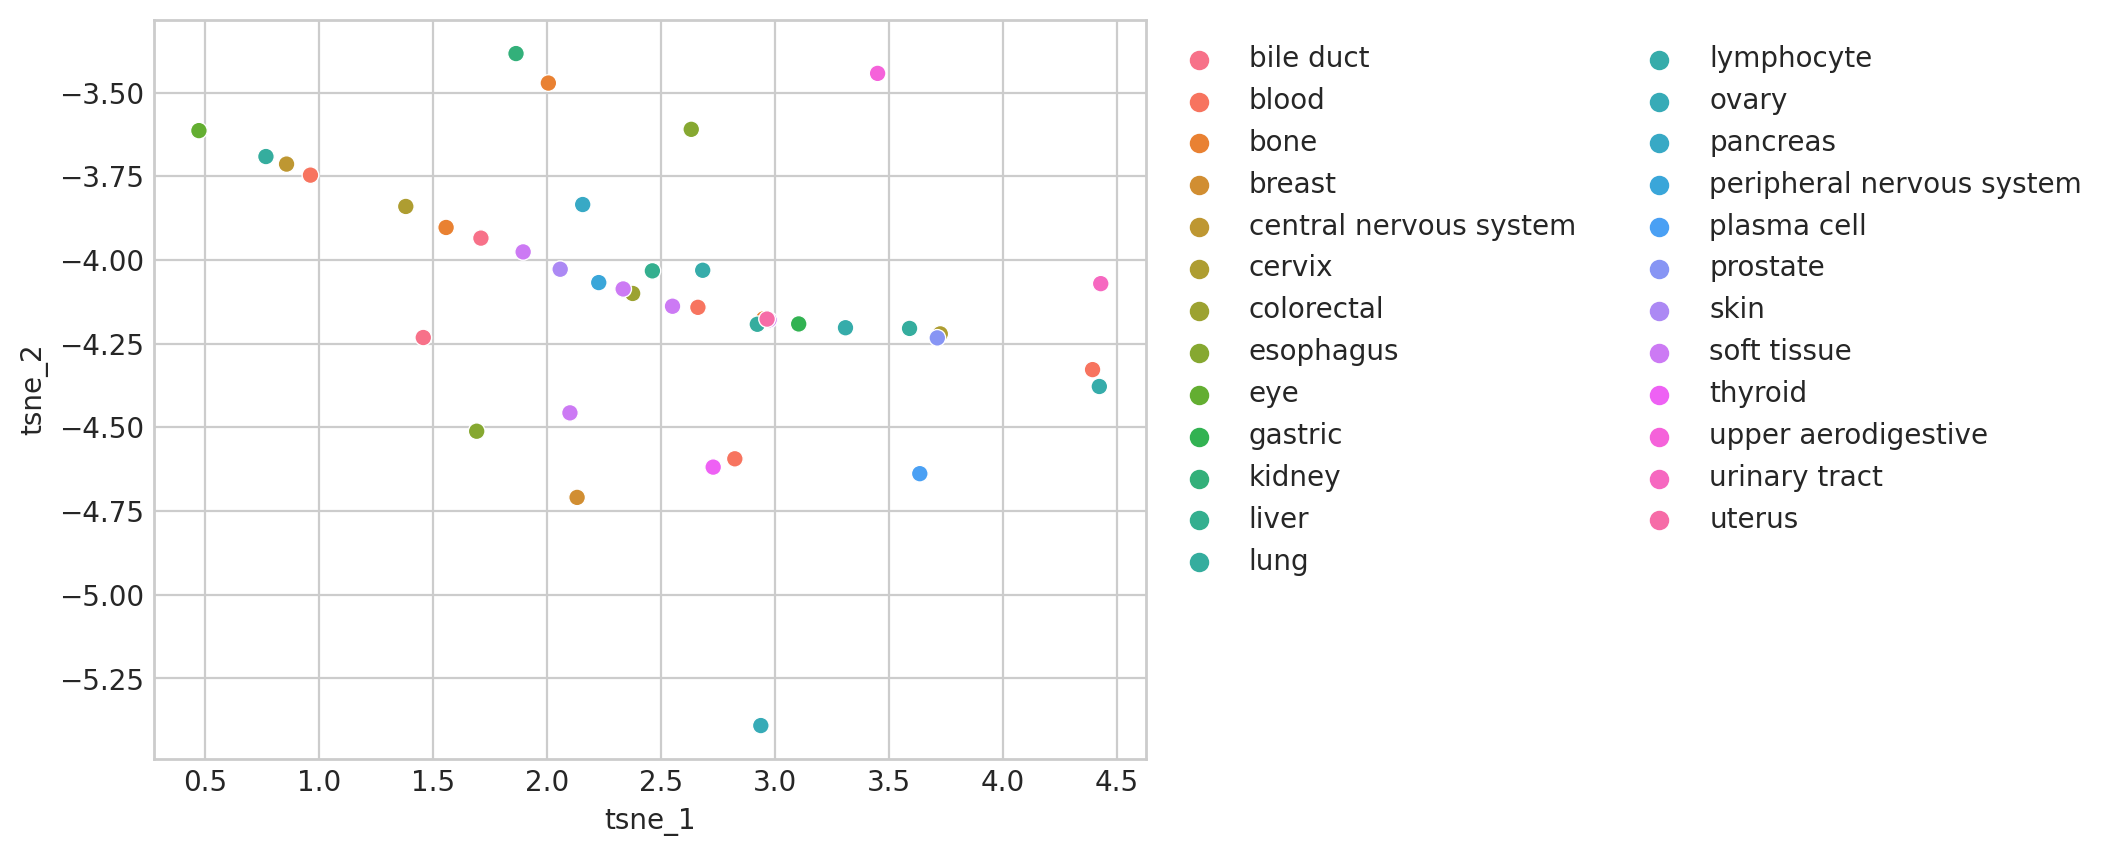 −3.50
−3.75
−4.00
−4.25
−4.50
−4.75
−5.00
−5.25
tsne_2
0.5 1.0 1.5 2.0 2.5 3.0 3.5 4.0 4.5
tsne_1
bile duct
blood
bone
breast
central nervous system
cervix
colorectal
esophagus
eye
gastric
kidney
liver
lung
lymphocyte
ovary
pancreas
peripheral nervous system
plasma cell
prostate
skin
soft tissue
thyroid
upper aerodigestive
urinary tract
uterus